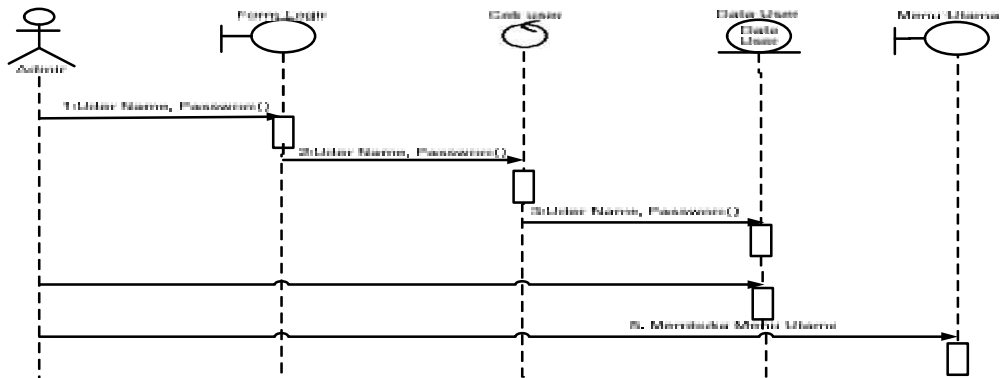 Form Login
Cek user
Data User
Menu Utama
Data
User
Admin
1:User Name, Password()
2:User Name, Password()
3:User Name, Password()
5. Membuka Menu Utama